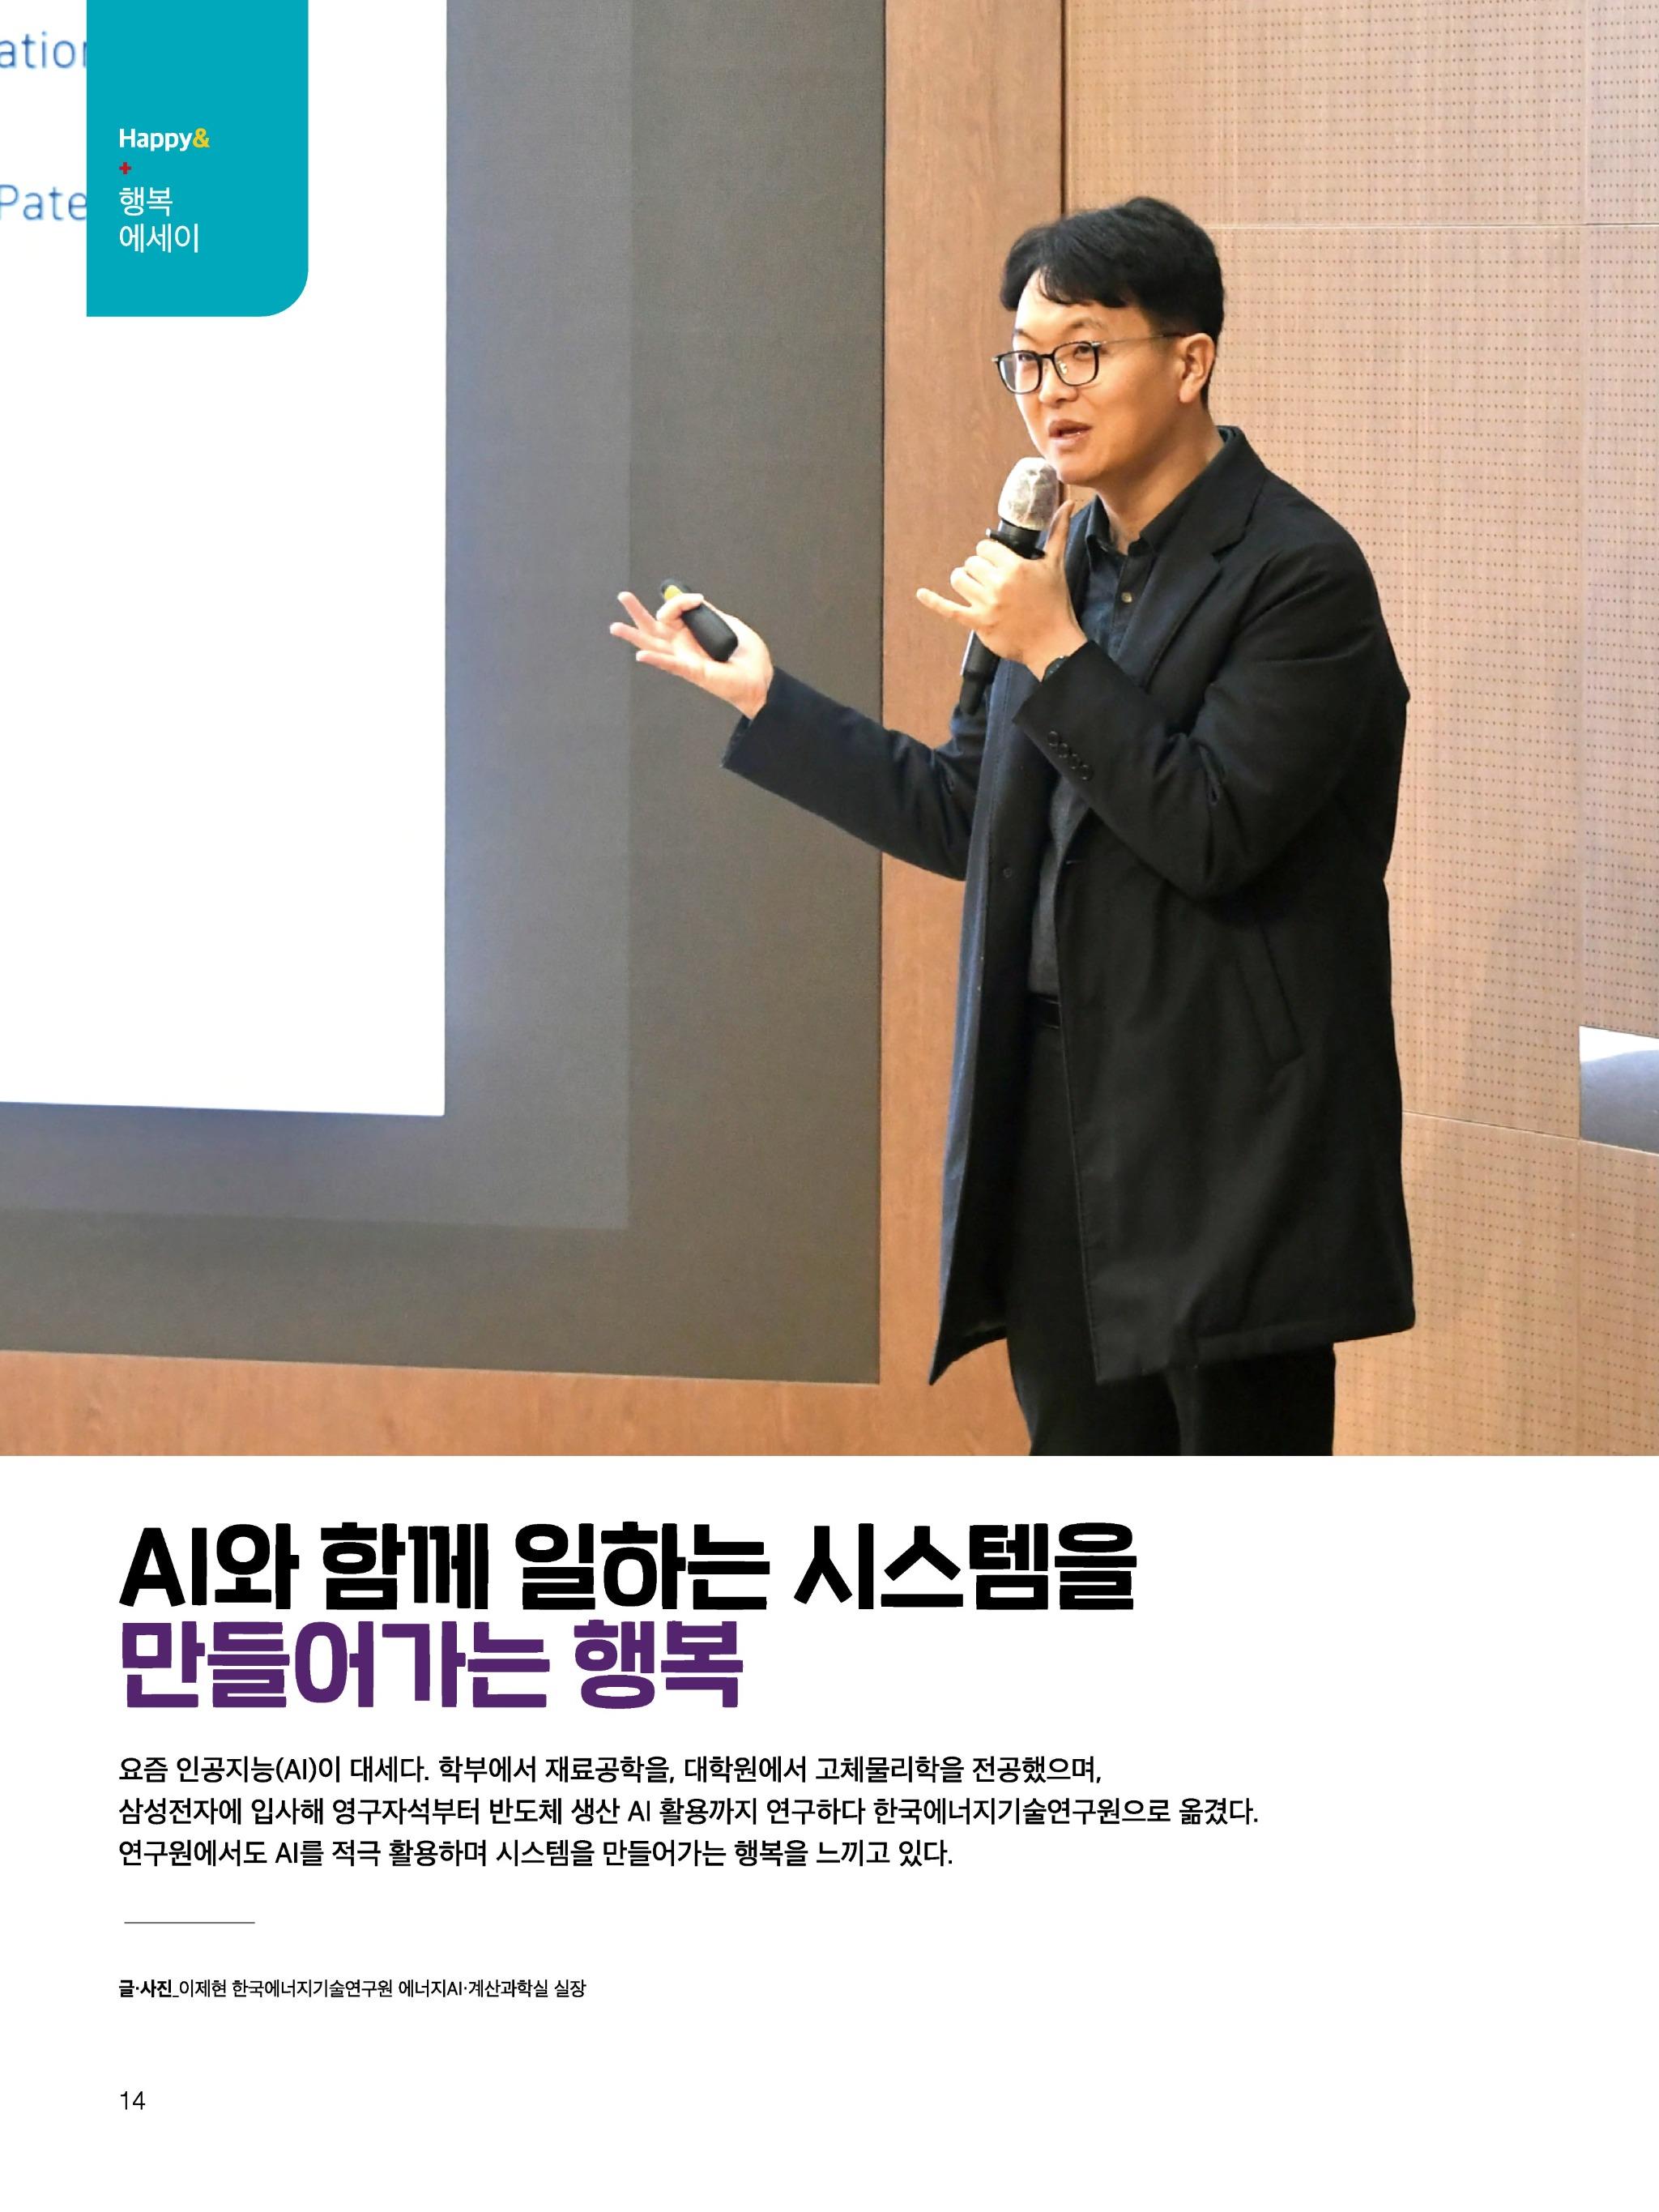 ation
Pate
Happy&
+
행복
에세이
AI와 함께 일하는 시스템을
만들어가는 행복
요즘 인공지능(AI)이 대세다. 학부에서 재료공학을, 대학원에서 고체물리학을 전공했으며,
삼성전자에 입사해 영구자석부터 반도체 생산 AI 활용까지 연구하다 한국에너지기술연구원으로 옮겼다.
연구원에서도 AI를 적극 활용하며 시스템을 만들어가는 행복을 느끼고 있다.
글·사진_이제현 한국에너지기술연구원 에너지AI·계산과학실 실장
14